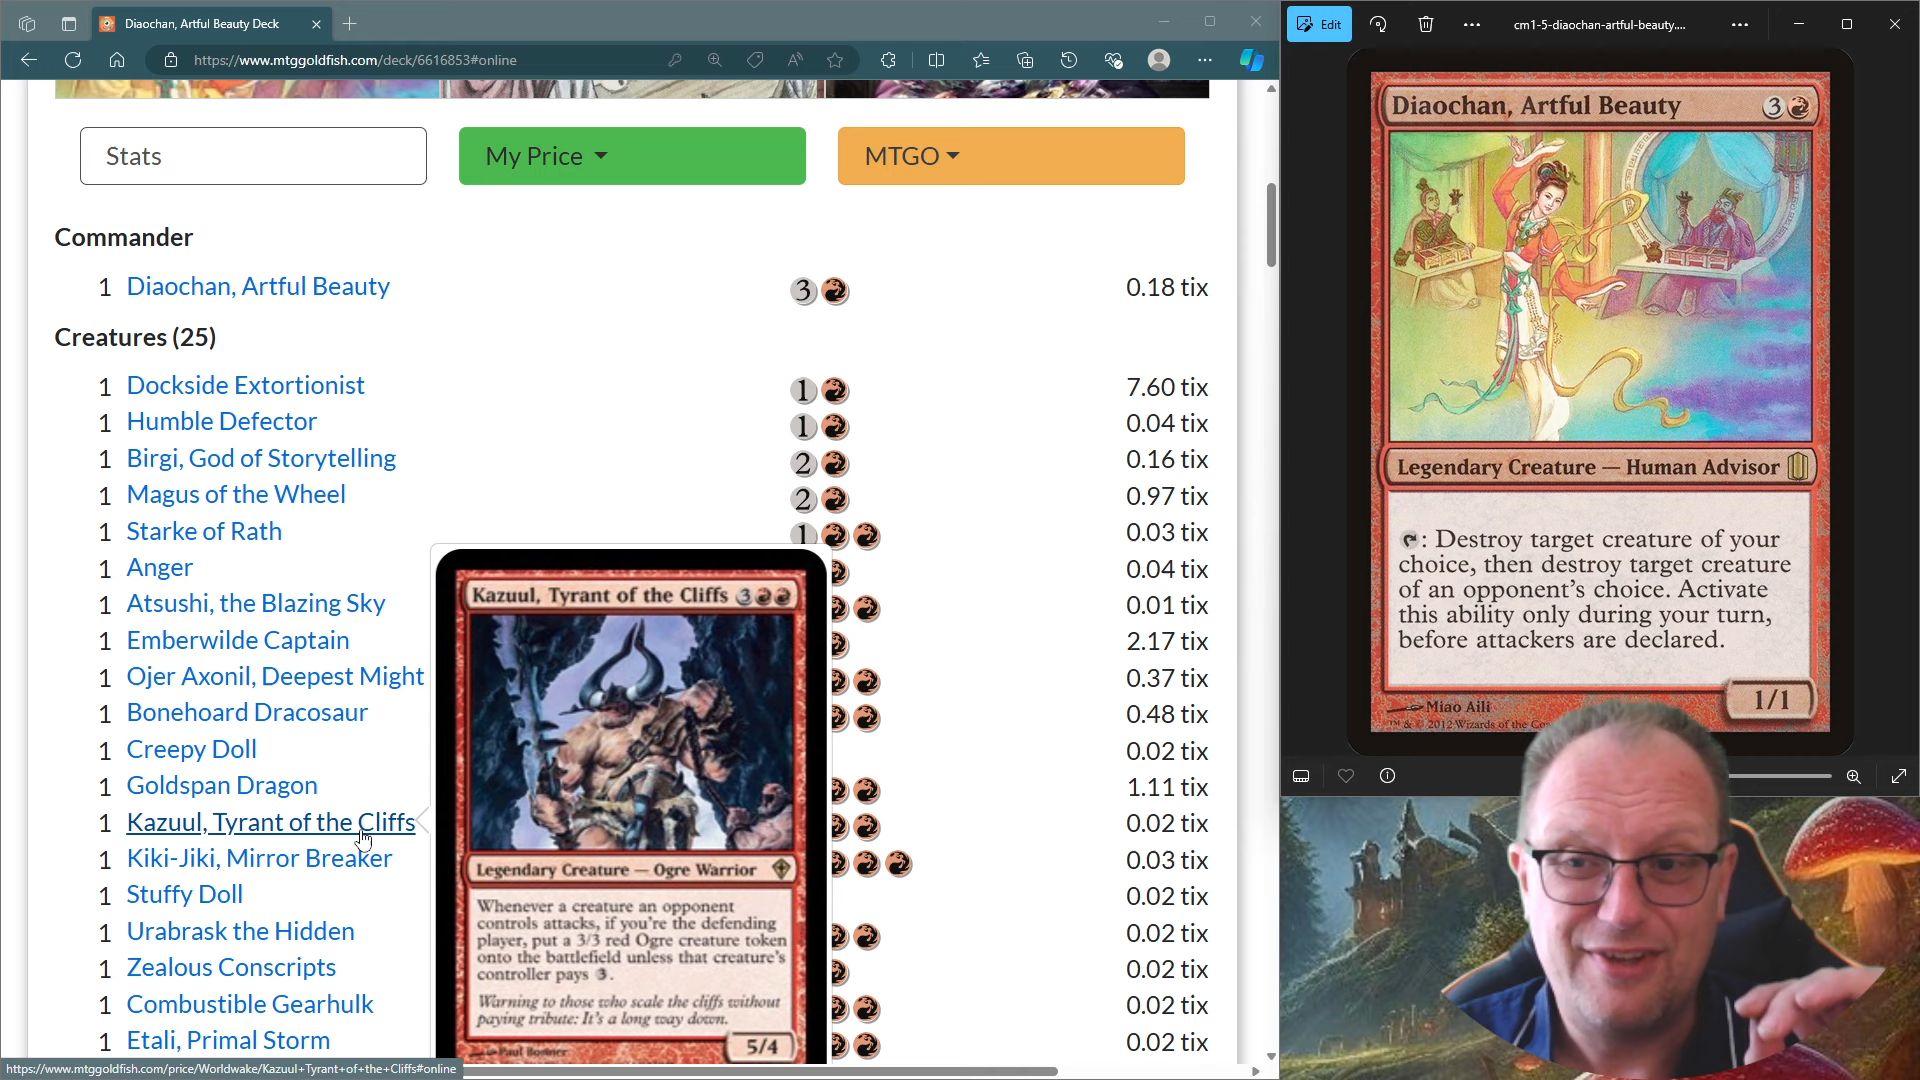 Diaochan, Artful Beauty Deck
https://www.mtggoldfish.com/deck/6616853#online
Stats
My Price
MTGO
Commander
1 Diaochan, Artful Beauty 3 0.18 tix
Creatures (25)
1 Dockside Extortionist 1 7.60 tix
1 Humble Defector 1 0.04 tix
1 Birgi, God of Storytelling 2 0.16 tix
1 Magus of the Wheel 2 0.97 tix
1 Starke of Rath 1 0.03 tix
1 Anger 0.04 tix
1 Atsushi, the Blazing Sky 0.01 tix
1 Emberwilde Captain 2.17 tix
1 Ojer Axonil, Deepest Might 0.37 tix
1 Bonehoard Dracosaur 0.48 tix
1 Creepy Doll 0.02 tix
1 Goldspan Dragon 1.11 tix
1 Kazuul, Tyrant of the Cliffs 0.02 tix
1 Kiki-Jiki, Mirror Breaker 0.03 tix
1 Stuffy Doll 0.02 tix
1 Urabrask the Hidden 0.02 tix
1 Zealous Conscripts 0.02 tix
1 Combustible Gearhulk 0.02 tix
1 Etali, Primal Storm 0.02 tix
https://www.mtggoldfish.com/price/Worldwake/Kazuul+Tyrant+of+the+Cliffs#online
Kazuul, Tyrant of the Cliffs 3
Legendary Creature — Ogre Warrior
Whenever a creature an opponent
controls attacks, if you're the defending
player, put a 3/3 red Ogre creature token
onto the battlefield unless that creature's
controller pays 3.
Warning to those who scale the cliffs without
paying tribute: It's a long way down.
Paul Bonner
5/4
Edit
cm1-5-diaochan-artful-beauty....
Diaochan, Artful Beauty 3
Legendary Creature — Human Advisor
: Destroy target creature of your
choice, then destroy target creature
of an opponent's choice. Activate
this ability only during your turn,
before attackers are declared.
1/1
Miao Aili
™ & © 2012 Wizards of the Co